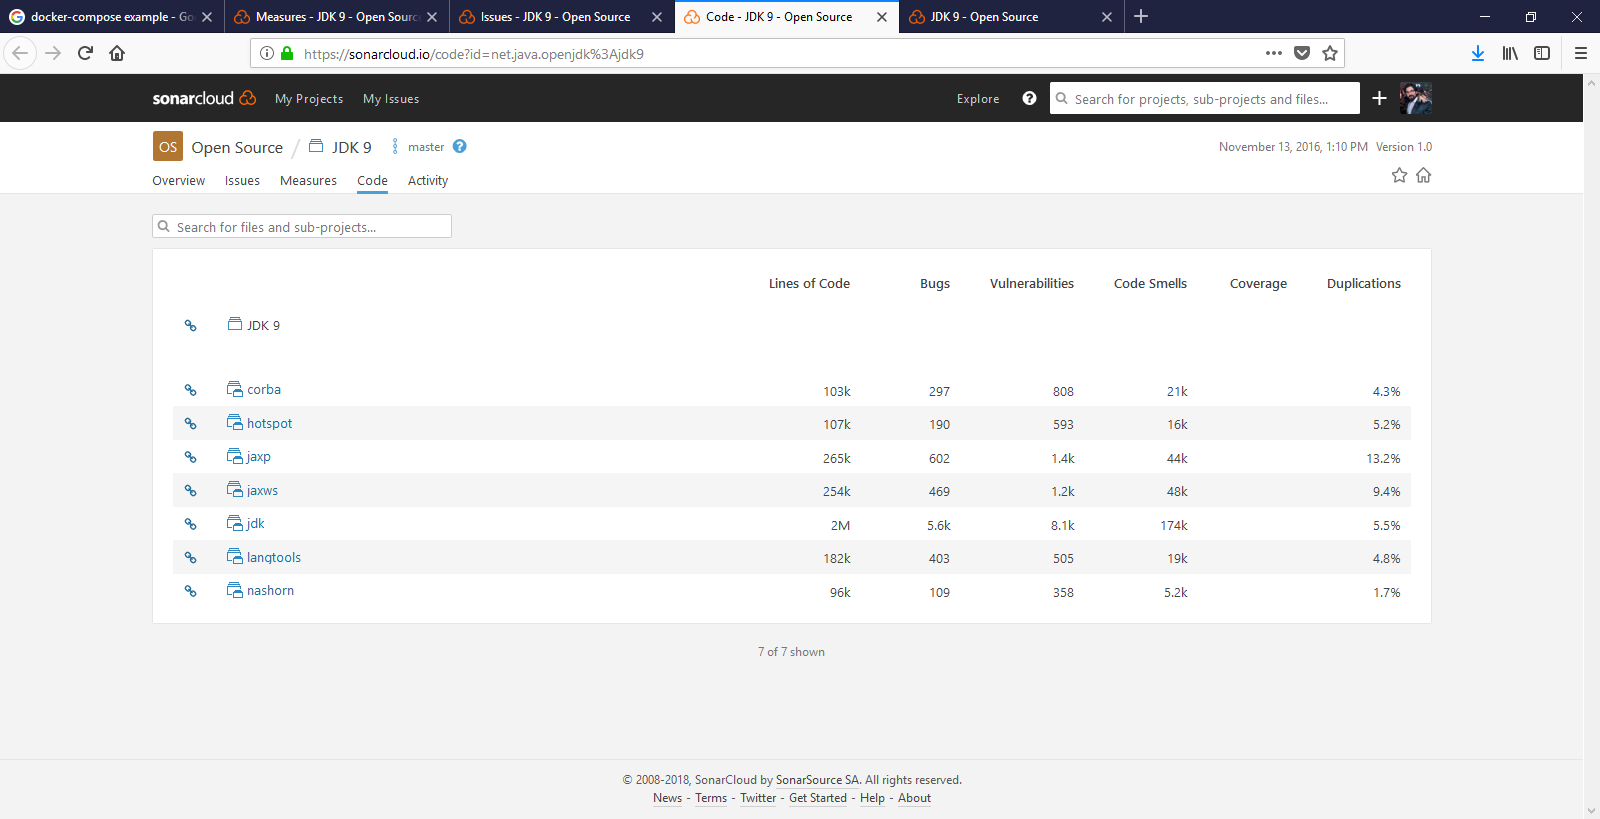 docker-compose example - Go
Measures - JDK 9 - Open Sourc
Issues - JDK 9 - Open Source
Code - JDK 9 - Open Source
JDK 9 - Open Source
https://sonarcloud.io/code?id=net.java.openjdk%3Ajdk9
sonarcloud My Projects My Issues Explore ? Search for projects, sub-projects and files...
OS Open Source / JDK 9 master ? November 13, 2016, 1:10 PM Version 1.0
Overview Issues Measures Code Activity
Search for files and sub-projects...
Lines of Code Bugs Vulnerabilities Code Smells Coverage Duplications
JDK 9
corba 103k 297 808 21k 4.3%
hotspot 107k 190 593 16k 5.2%
jaxp 265k 602 1.4k 44k 13.2%
jaxws 254k 469 1.2k 48k 9.4%
jdk 2M 5.6k 8.1k 174k 5.5%
langtools 182k 403 505 19k 4.8%
nashorn 96k 109 358 5.2k 1.7%
7 of 7 shown
© 2008-2018, SonarCloud by SonarSource SA. All rights reserved.
News - Terms - Twitter - Get Started - Help - About